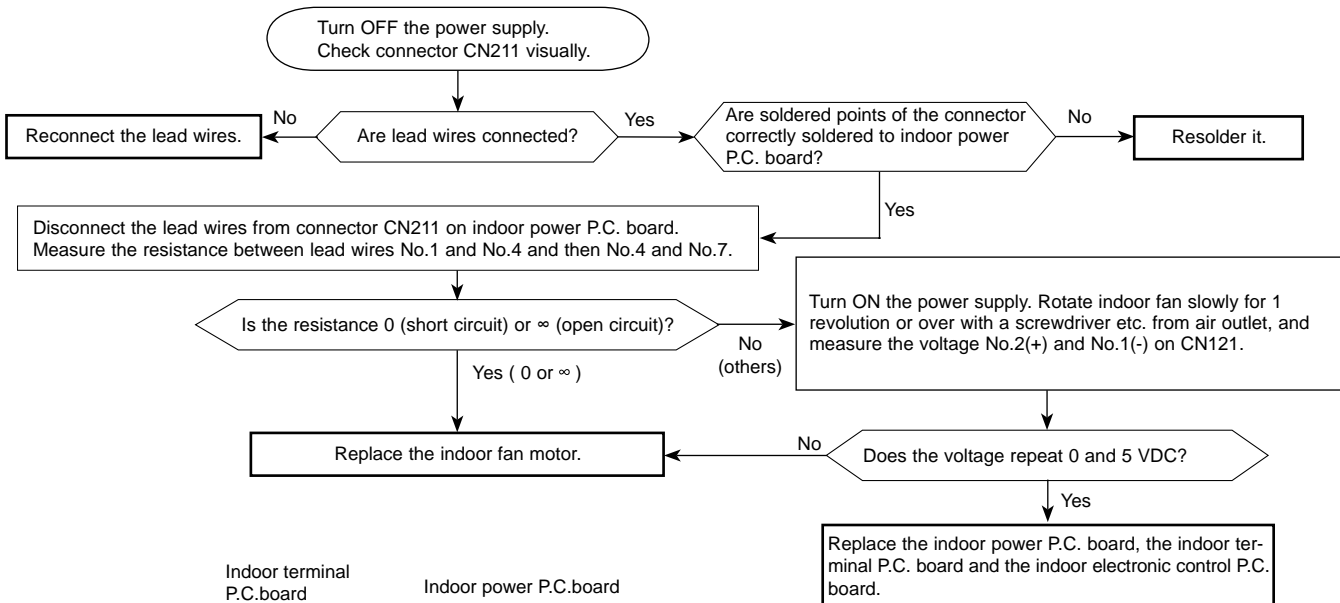 Turn OFF the power supply.
Check connector CN211 visually.
No
Reconnect the lead wires.
Are lead wires connected?
Yes
Are soldered points of the connector
correctly soldered to indoor power
P.C. board?
No
Resolder it.
Yes
Disconnect the lead wires from connector CN211 on indoor power P.C. board.
Measure the resistance between lead wires No.1 and No.4 and then No.4 and No.7.
Is the resistance 0 (short circuit) or ∞ (open circuit)?
No
(others)
Turn ON the power supply. Rotate indoor fan slowly for 1
revolution or over with a screwdriver etc. from air outlet, and
measure the voltage No.2(+) and No.1(-) on CN121.
Yes ( 0 or ∞ )
Replace the indoor fan motor.
No
Does the voltage repeat 0 and 5 VDC?
Yes
Replace the indoor power P.C. board, the indoor ter-
minal P.C. board and the indoor electronic control P.C.
board.
Indoor terminal
P.C.board
Indoor power P.C.board